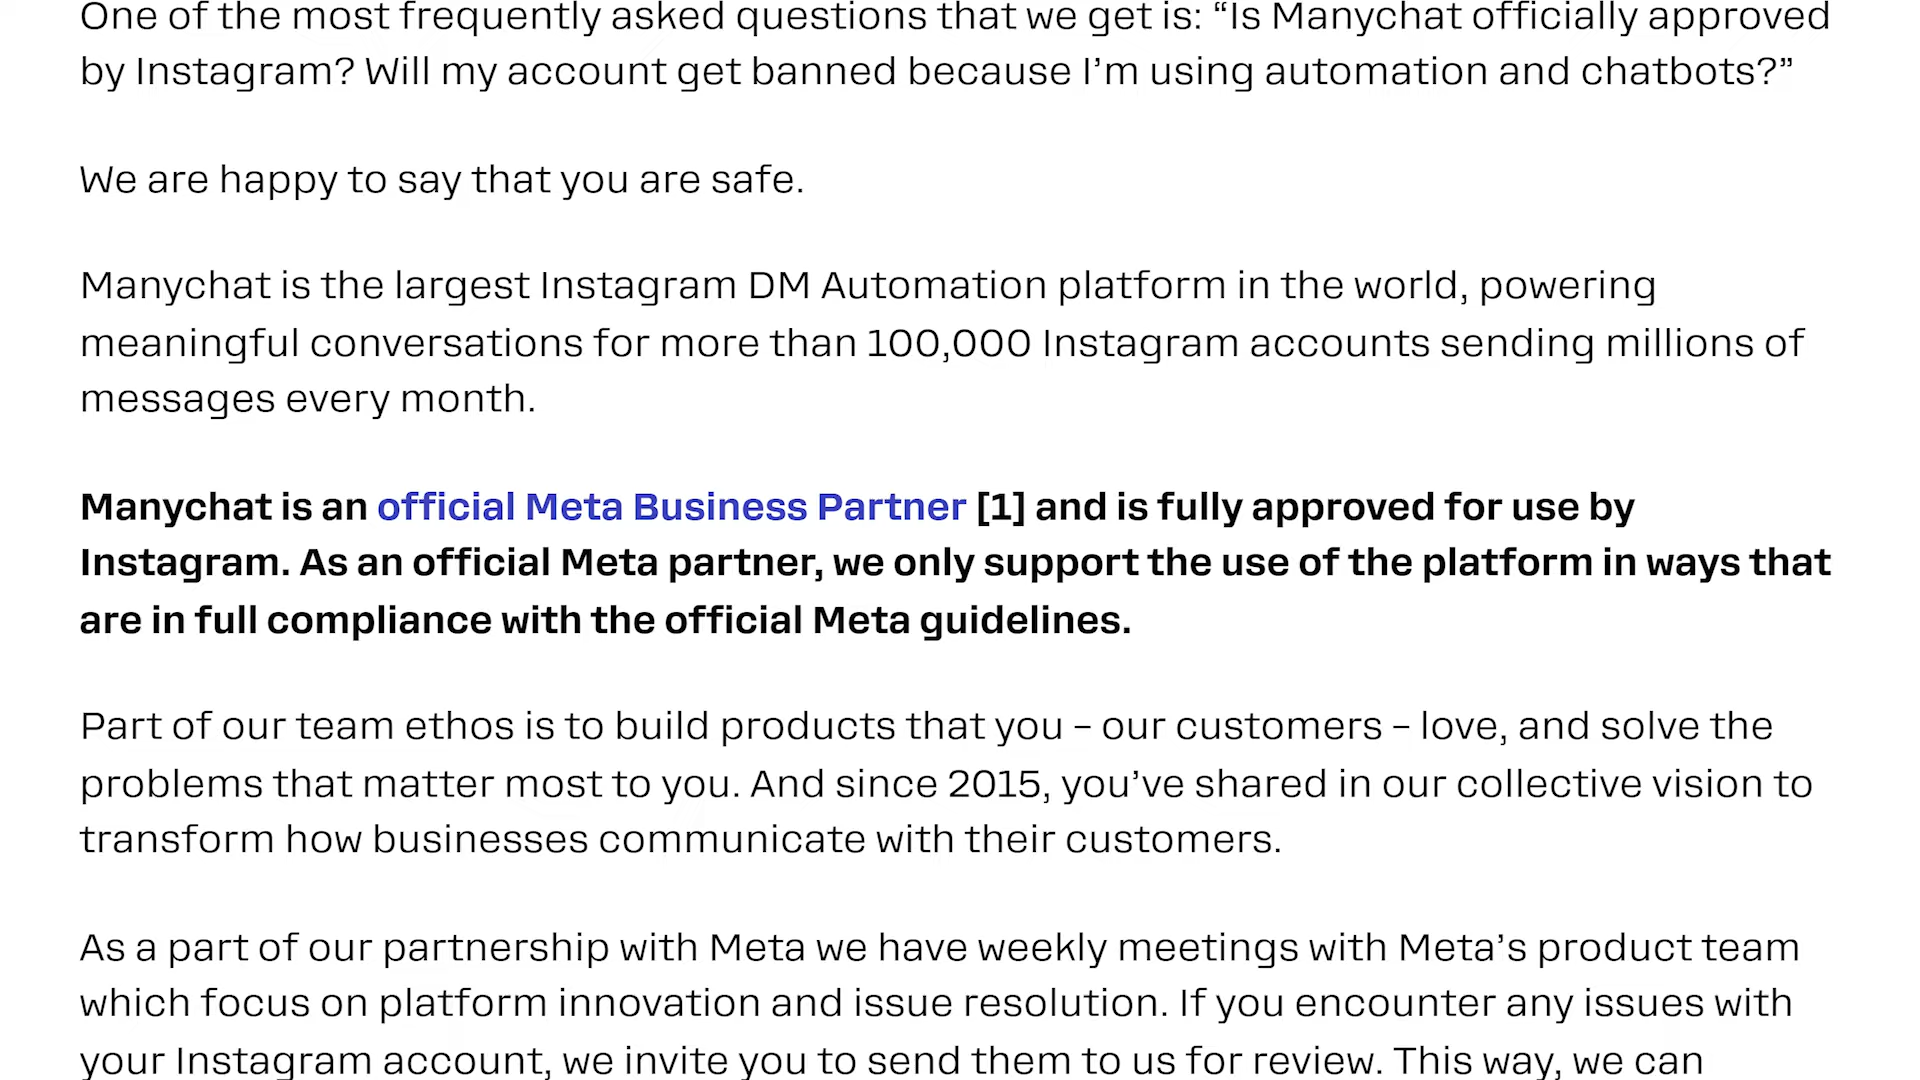 One of the most frequently asked questions that we get is: “Is Manychat officially approved
by Instagram? Will my account get banned because I’m using automation and chatbots?”
We are happy to say that you are safe.
Manychat is the largest Instagram DM Automation platform in the world, powering
meaningful conversations for more than 100,000 Instagram accounts sending millions of
messages every month.
Manychat is an official Meta Business Partner [1] and is fully approved for use by
Instagram. As an official Meta partner, we only support the use of the platform in ways that
are in full compliance with the official Meta guidelines.
Part of our team ethos is to build products that you – our customers – love, and solve the
problems that matter most to you. And since 2015, you’ve shared in our collective vision to
transform how businesses communicate with their customers.
As a part of our partnership with Meta we have weekly meetings with Meta’s product team
which focus on platform innovation and issue resolution. If you encounter any issues with
your Instagram account, we invite you to send them to us for review. This way, we can